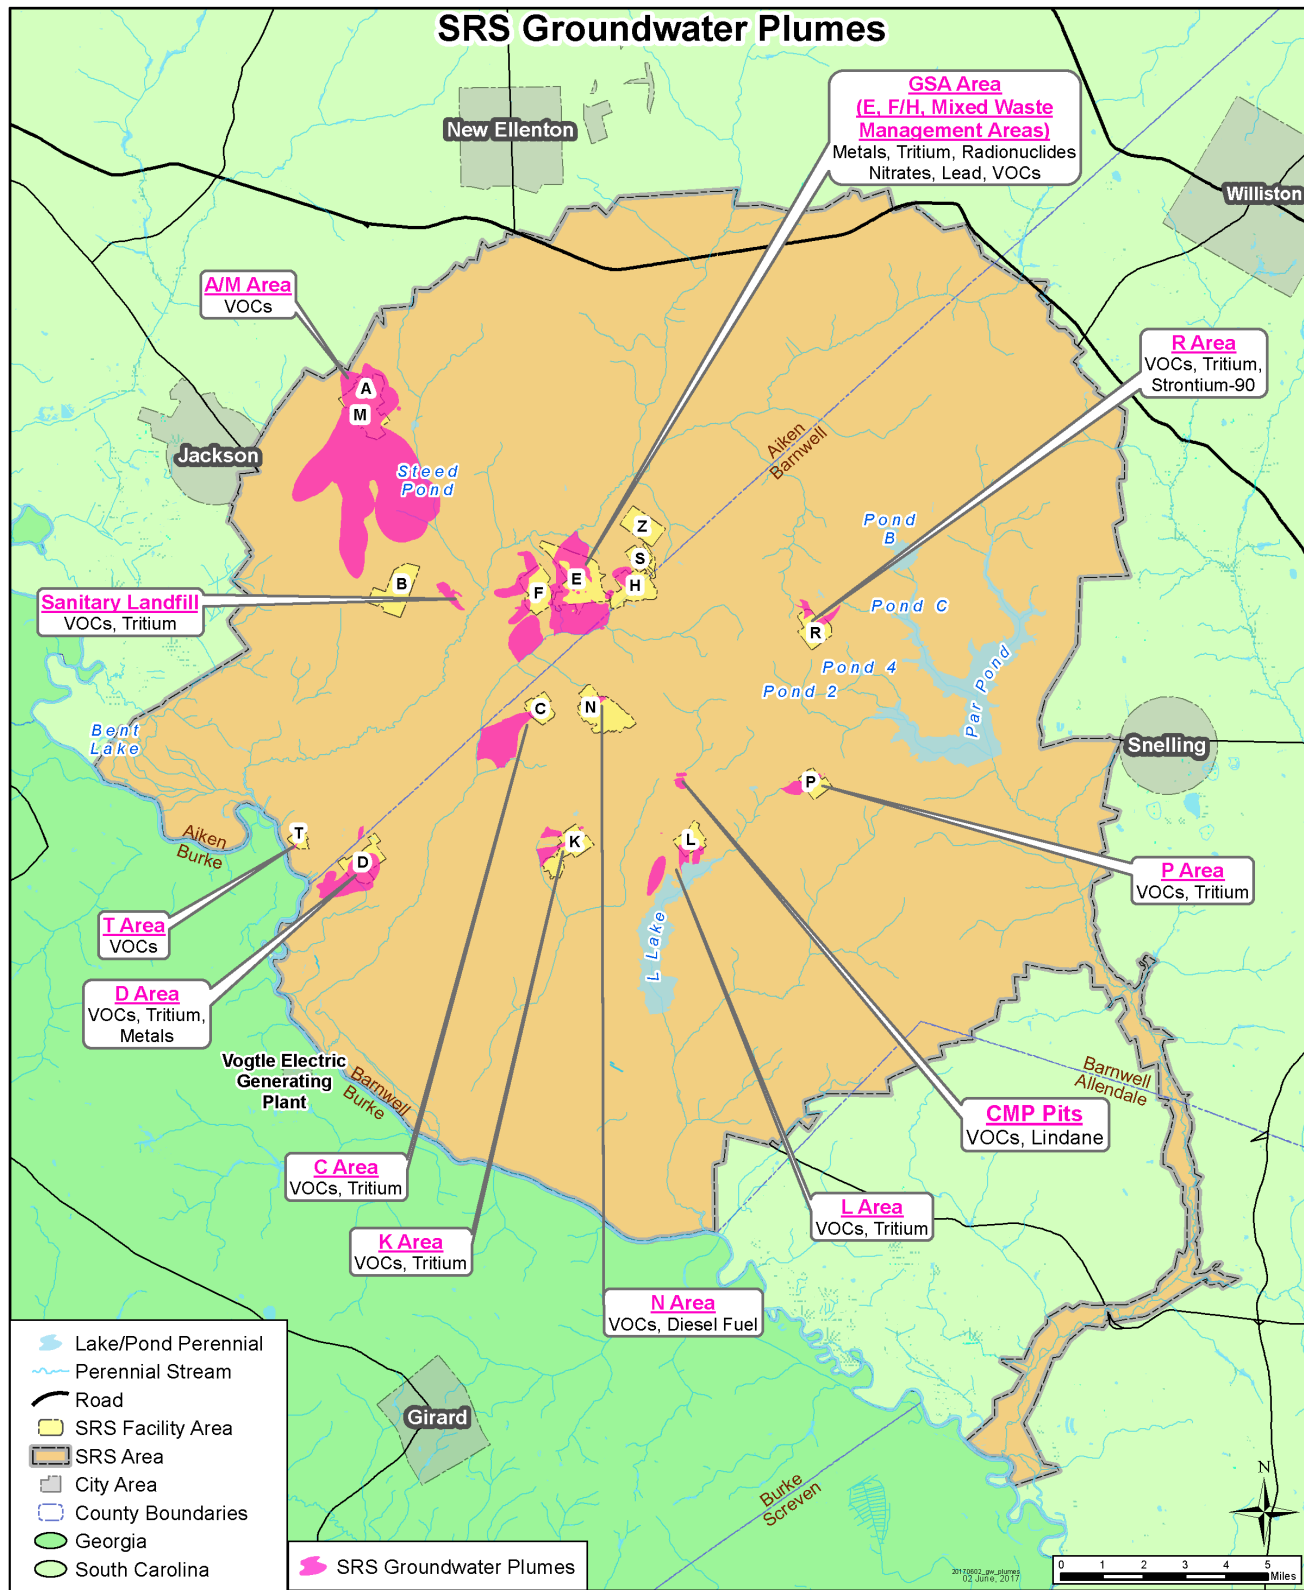 SRS Groundwater Plumes
GSA Area
(E, F/H, Mixed Waste
Management Areas)
Metals, Tritium, Radionuclides
Nitrates, Lead, VOCs
New Ellenton
Williston
A/M Area
VOCs
R Area
VOCs, Tritium,
Strontium-90
A
M
Jackson
Steed
Pond
Aiken
Barnwell
Z
S
H
E
F
B
Pond
B
Pond C
Sanitary Landfill
VOCs, Tritium
R
Pond 4
Pond 2
Par Pond
C
N
Bent
Lake
Snelling
P
T
Aiken
Burke
D
K
L
P Area
VOCs, Tritium
T Area
VOCs
L Lake
D Area
VOCs, Tritium,
Metals
Vogtle Electric
Generating
Plant
Barnwell
Burke
Barnwell
Allendale
CMP Pits
VOCs, Lindane
C Area
VOCs, Tritium
L Area
VOCs, Tritium
K Area
VOCs, Tritium
N Area
VOCs, Diesel Fuel
Lake/Pond Perennial
Perennial Stream
Road
SRS Facility Area
SRS Area
City Area
County Boundaries
Georgia
South Carolina
SRS Groundwater Plumes
Girard
Burke
Screven
N
20170602_gw_plumes
02 June, 2017
0 1 2 3 4 5
Miles